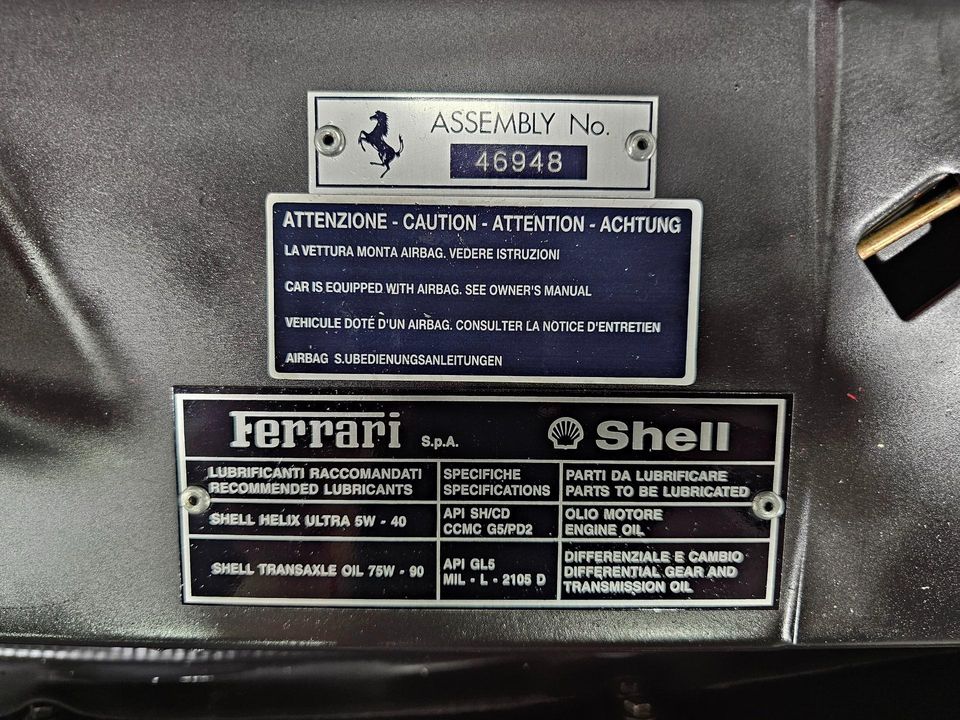 ASSEMBLY No.
46948
ATTENZIONE - CAUTION - ATTENTION - ACHTUNG
LA VETTURA MONTA AIRBAG. VEDERE ISTRUZIONI
CAR IS EQUIPPED WITH AIRBAG. SEE OWNER'S MANUAL
VEHICULE DOTÉ D'UN AIRBAG. CONSULTER LA NOTICE D'ENTRETIEN
AIRBAG S.UBEDIENUNGSANLEITUNGEN
Ferrari S.p.A. Shell
LUBRIFICANTI RACCOMANDATI
RECOMMENDED LUBRICANTS
SPECIFICHE
SPECIFICATIONS
PARTI DA LUBRIFICARE
PARTS TO BE LUBRICATED
SHELL HELIX ULTRA 5W - 40
API SH/CD
CCMC G5/PD2
OLIO MOTORE
ENGINE OIL
SHELL TRANSAXLE OIL 75W - 90
API GL5
MIL - L - 2105 D
DIFFERENZIALE E CAMBIO
DIFFERENTIAL GEAR AND
TRANSMISSION OIL